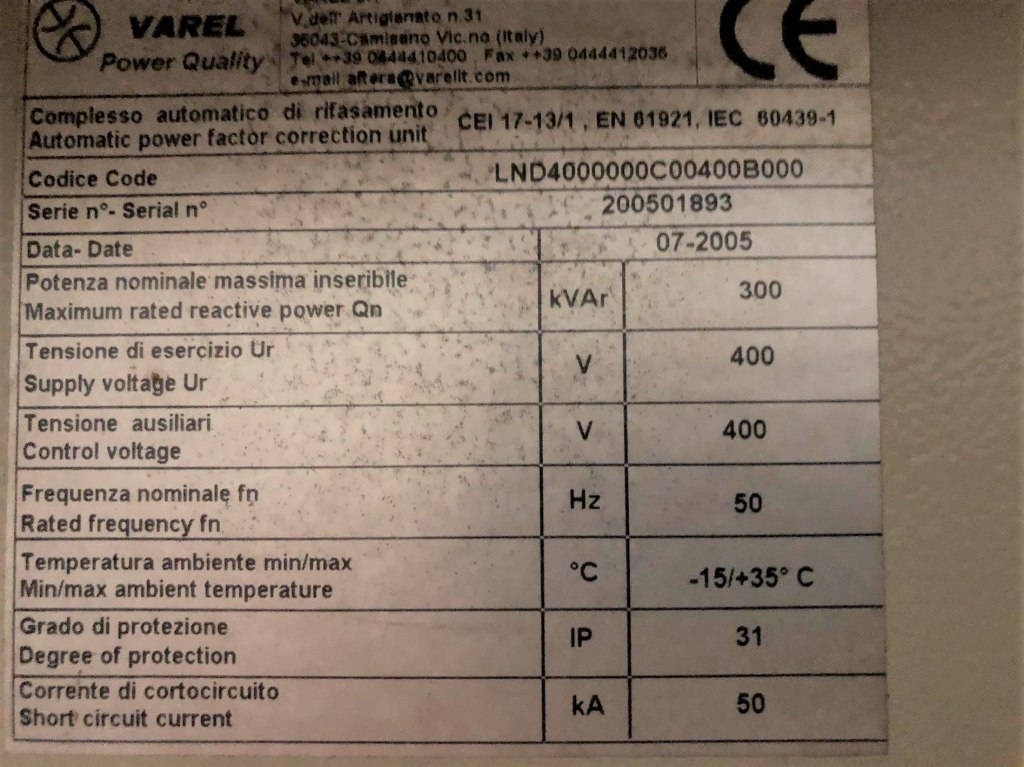 VAREL
Power Quality
V.dell' Artigianato n.31
36043-Camisano Vic.no (Italy)
Tel ++39 0444410400 Fax ++39 0444412036
e-mail afters@varelit.com
CE
Complesso automatico di rifasamento
Automatic power factor correction unit
CEI 17-13/1 , EN 61921, IEC 60439-1
Codice Code LND4000000C00400B000
Serie n°- Serial n° 200501893
Data- Date 07-2005
Potenza nominale massima inseribile
Maximum rated reactive power Qn
kVAr 300
Tensione di esercizio Ur
Supply voltage Ur
V 400
Tensione ausiliari
Control voltage
V 400
Frequenza nominale fn
Rated frequency fn
Hz 50
Temperatura ambiente min/max
Min/max ambient temperature
°C -15/+35° C
Grado di protezione
Degree of protection
IP 31
Corrente di cortocircuito
Short circuit current
kA 50